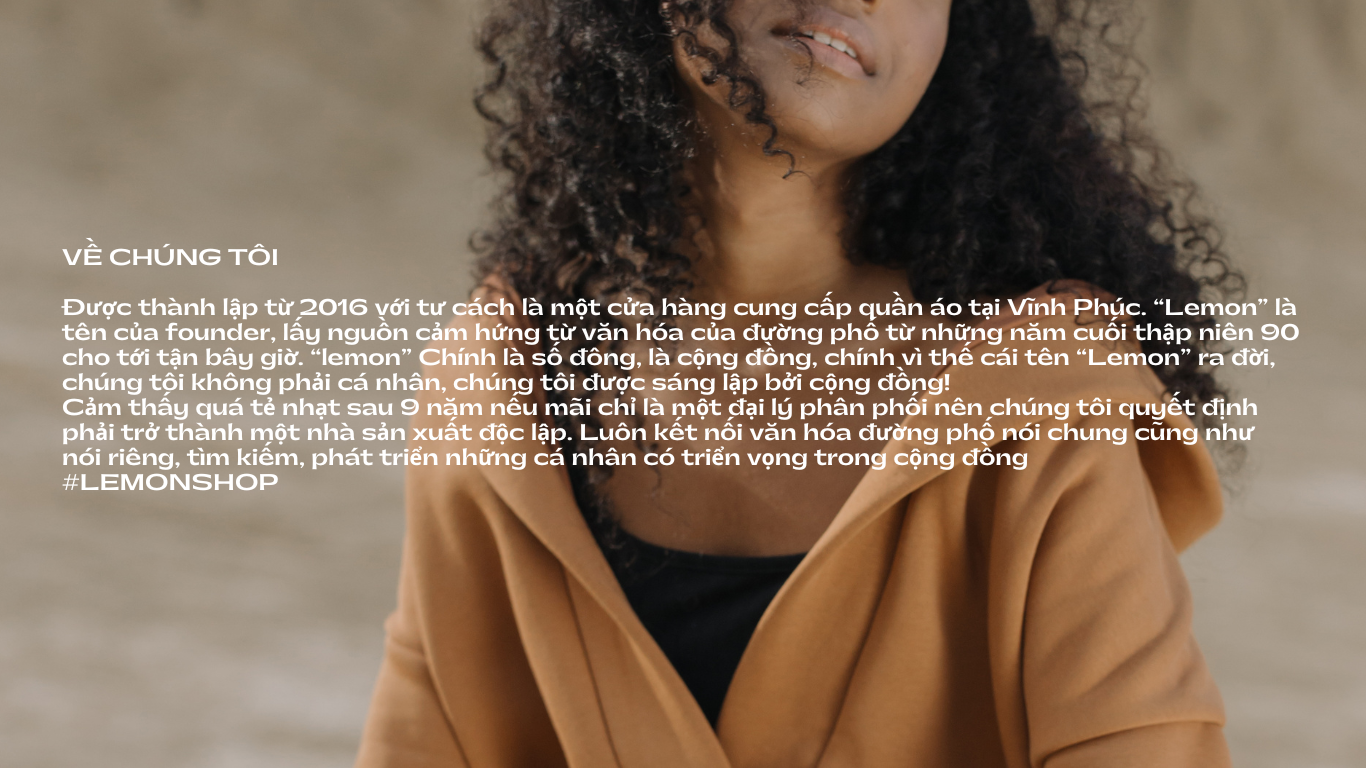 VỀ CHÚNG TÔI
Được thành lập từ 2016 với tư cách là một cửa hàng cung cấp quần áo tại Vĩnh Phúc. “Lemon” là
tên của founder, lấy nguồn cảm hứng từ văn hóa của đường phố từ những năm cuối thập niên 90
cho tới tận bây giờ. “lemon” Chính là số đông, là cộng đồng, chính vì thế cái tên “Lemon” ra đời,
chúng tôi không phải cá nhân, chúng tôi được sáng lập bởi cộng đồng!
Cảm thấy quá tẻ nhạt sau 9 năm nếu mãi chỉ là một đại lý phân phối nên chúng tôi quyết định
phải trở thành một nhà sản xuất độc lập. Luôn kết nối văn hóa đường phố nói chung cũng như
nói riêng, tìm kiếm, phát triển những cá nhân có triển vọng trong cộng đồng
#LEMONSHOP